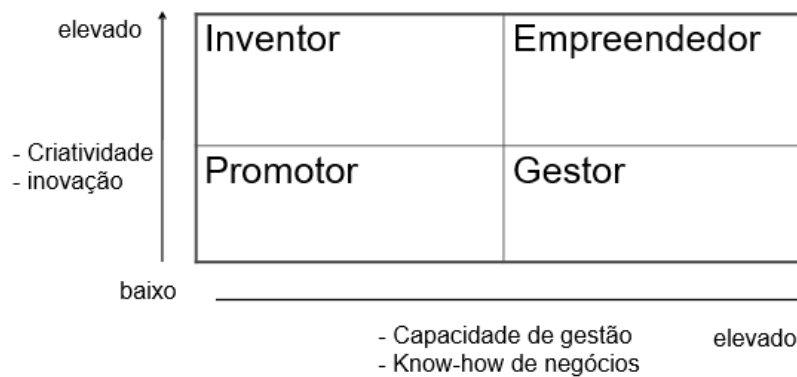 elevado
Inventor
Empreendedor
- Criatividade
- inovação
Promotor
Gestor
baixo
- Capacidade de gestão
- Know-how de negócios
elevado